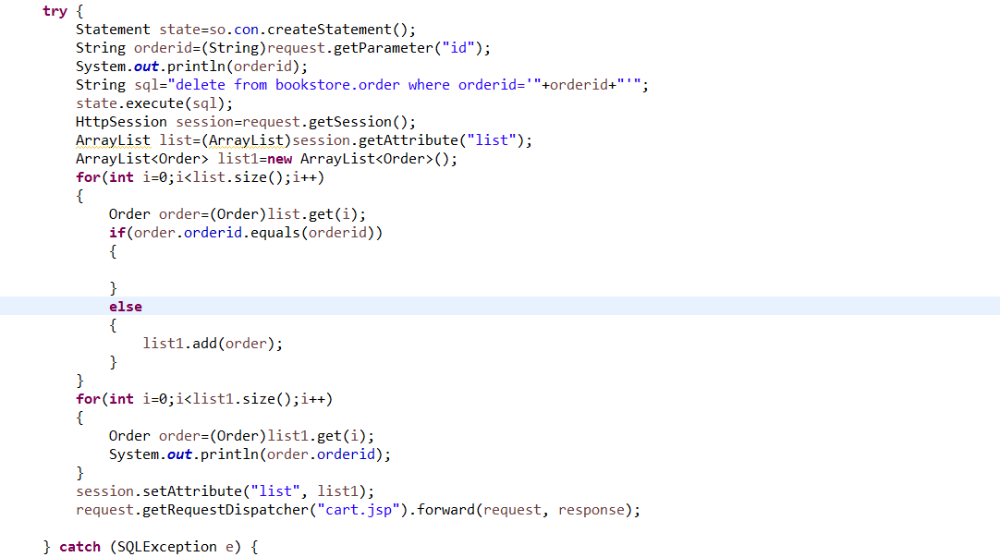 try {
Statement state=so.con.createStatement();
String orderid=(String)request.getParameter("id");
System.out.println(orderid);
String sql="delete from bookstore.order where orderid='"+orderid+"'";
state.execute(sql);
HttpSession session=request.getSession();
ArrayList list=(ArrayList)session.getAttribute("list");
ArrayList<Order> list1=new ArrayList<Order>();
for(int i=0;i<list.size();i++)
{
Order order=(Order)list.get(i);
if(order.orderid.equals(orderid))
{
}
else
{
list1.add(order);
}
}
for(int i=0;i<list1.size();i++)
{
Order order=(Order)list1.get(i);
System.out.println(order.orderid);
}
session.setAttribute("list", list1);
request.getRequestDispatcher("cart.jsp").forward(request, response);
} catch (SQLException e) {